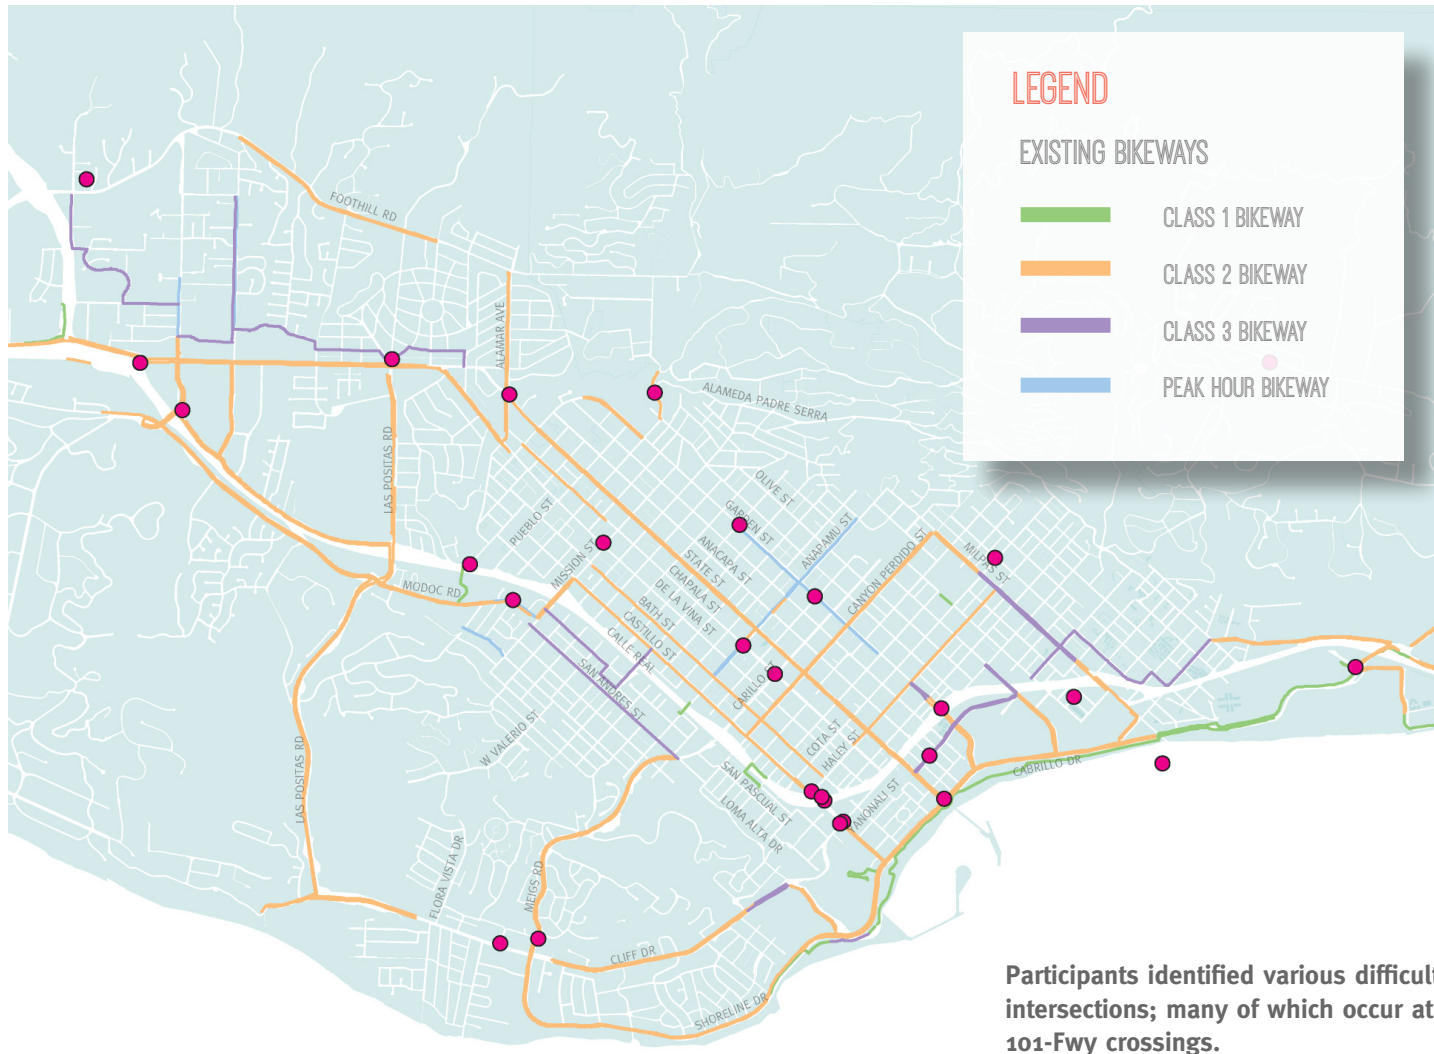 LEGEND
EXISTING BIKEWAYS
CLASS 1 BIKEWAY
CLASS 2 BIKEWAY
CLASS 3 BIKEWAY
PEAK HOUR BIKEWAY
FOOTHILL RD
ALAMAR AVE
ALAMEDA PADRE SERRA
LAS POSITAS RD
OLIVE ST
GARDEN ST
ANAPAMU ST
PUEBLO ST
ANACAPA ST
STATE ST
CANYON PERDIDO ST
MILPAS ST
MISSION ST
CHAPALA ST
DE LA VINA ST
MODOC RD
BATH ST
CASTILLO ST
CALLE REAL
SAN ANDRES ST
CARILLO ST
W VALERIO ST
COTA ST
HALEY ST
LAS POSITAS RD
SAN PASCUAL ST
CABRILLO DR
YANONALI ST
LOMA ALTA DR
FLORA VISTA DR
MEIGS RD
CLIFF DR
SHORELINE DR
Participants identified various difficult
intersections; many of which occur at
101-Fwy crossings.